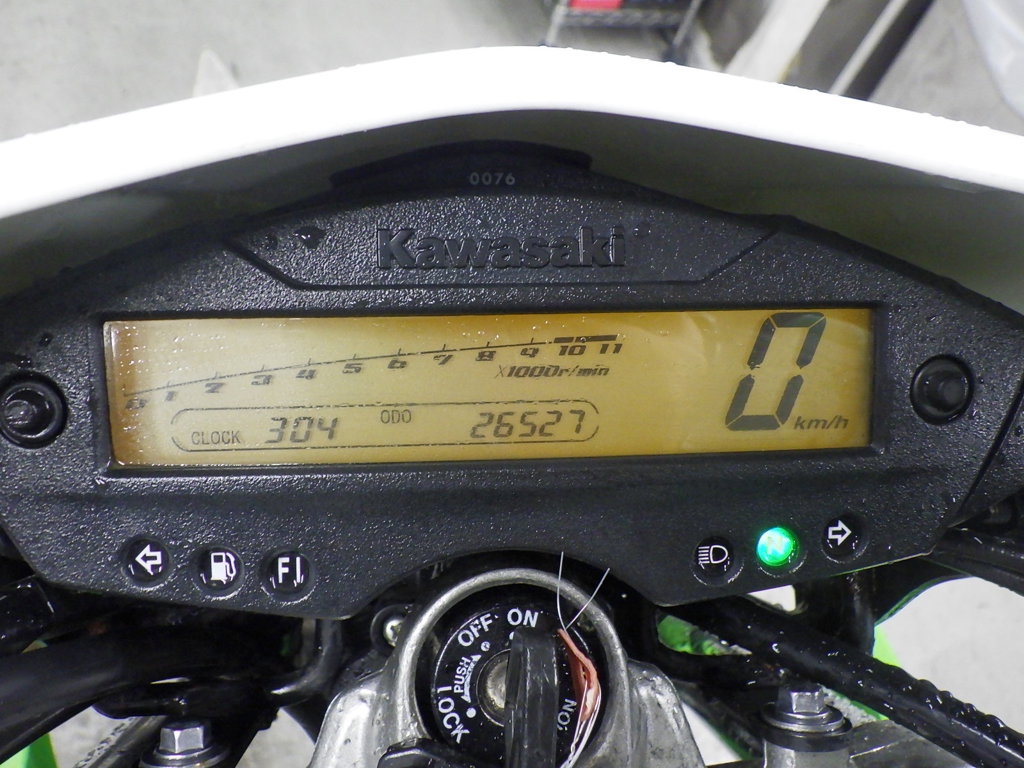 0076
Kawasaki
0 1 2 3 4 5 6 7 8 9 10 11
X1000r/min
0
km/h
CLOCK 304 ODO 26527
FI
N
OFF ON
PUSH
LOCK